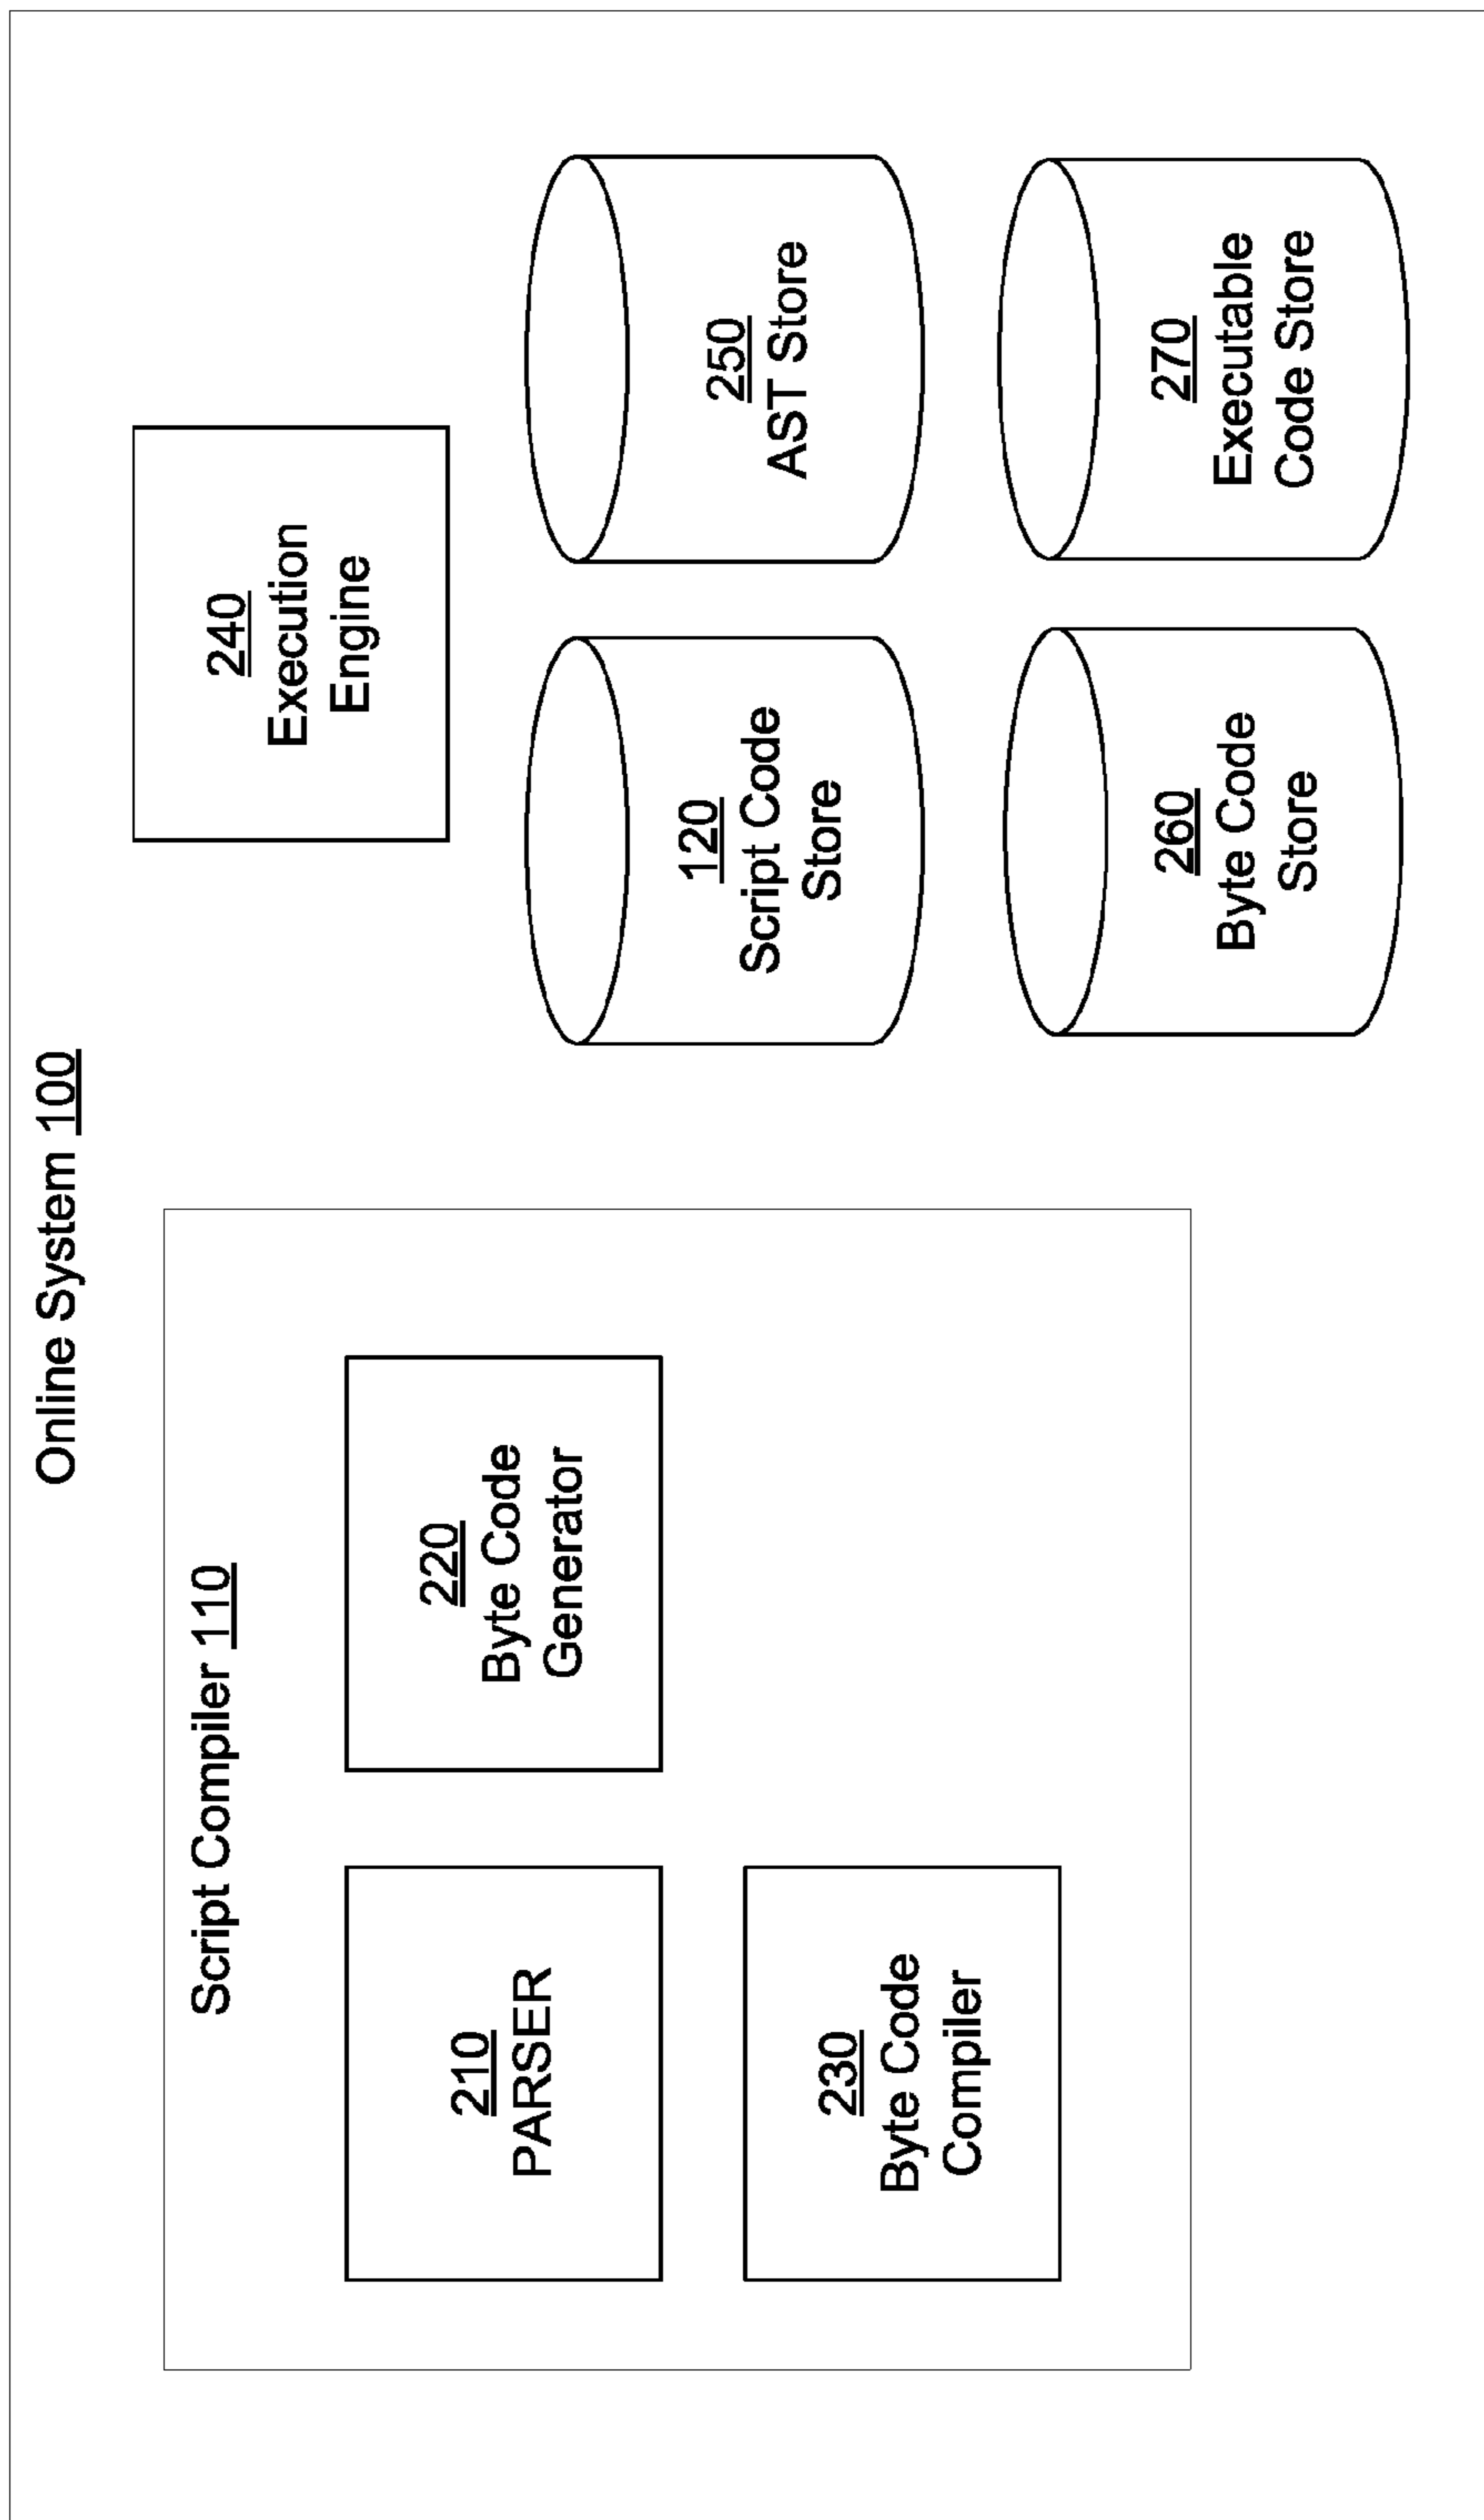 Online System 100
Script Compiler 110
210
PARSER
220
Byte Code
Generator
230
Byte Code
Compiler
240
Execution
Engine
120
Script Code
Store
250
AST Store
260
Byte Code
Store
270
Executable
Code Store